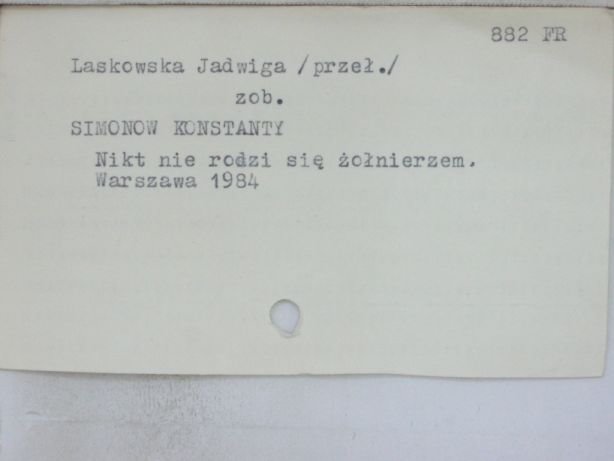 882 FR
Laskowska Jadwiga /przeł./
zob.
SIMONOW KONSTANTY
Nikt nie rodzi się żołnierzem.
Warszawa 1984